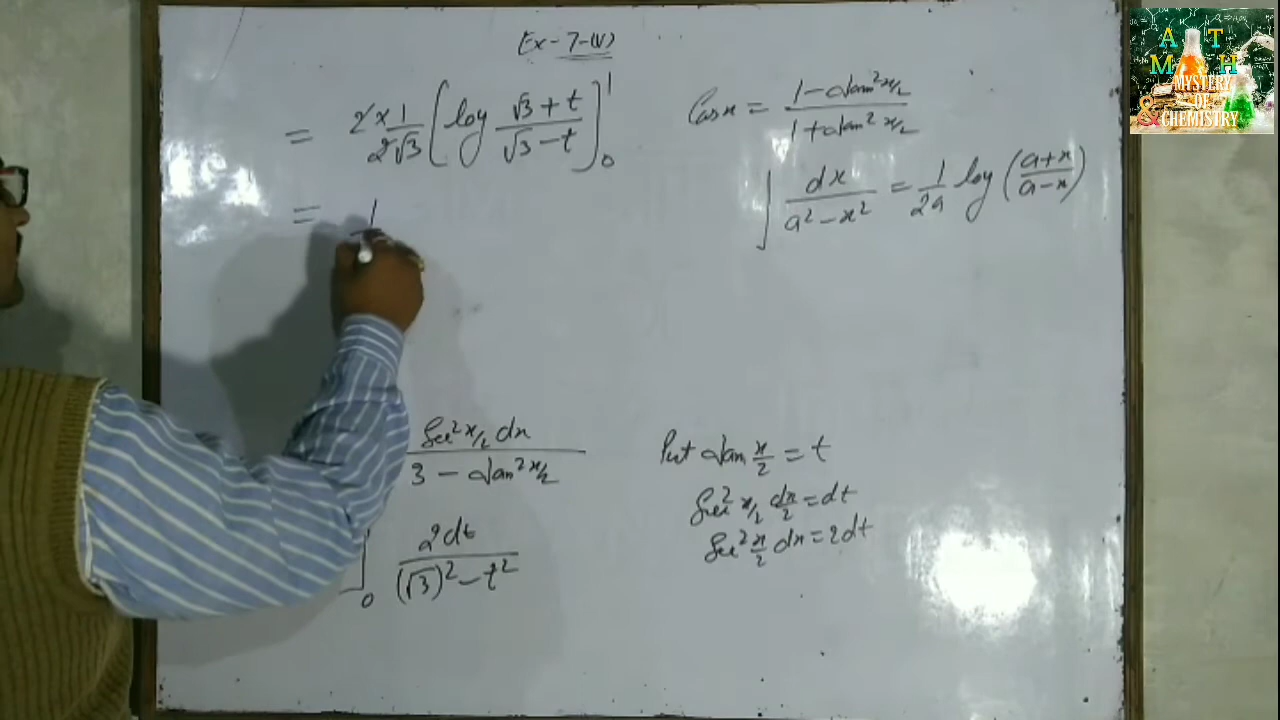 Ex-7-(V)
= 2 × 1/2√3 [log √3 + t / √3 - t]₀¹
= 1
∫ Sec² x/2 dx / 3 - tan² x/2
∫₀¹ 2dt / (√3)² - t²
Cos x = 1 - tan² x/2 / 1 + tan² x/2
∫ dx / a² - x² = 1/2a log (a+x / a-x)
Put tan x/2 = t
Sec² x/2 dx/2 = dt
Sec² x/2 dx = 2dt
MATH
& MYSTERY
OF
CHEMISTRY